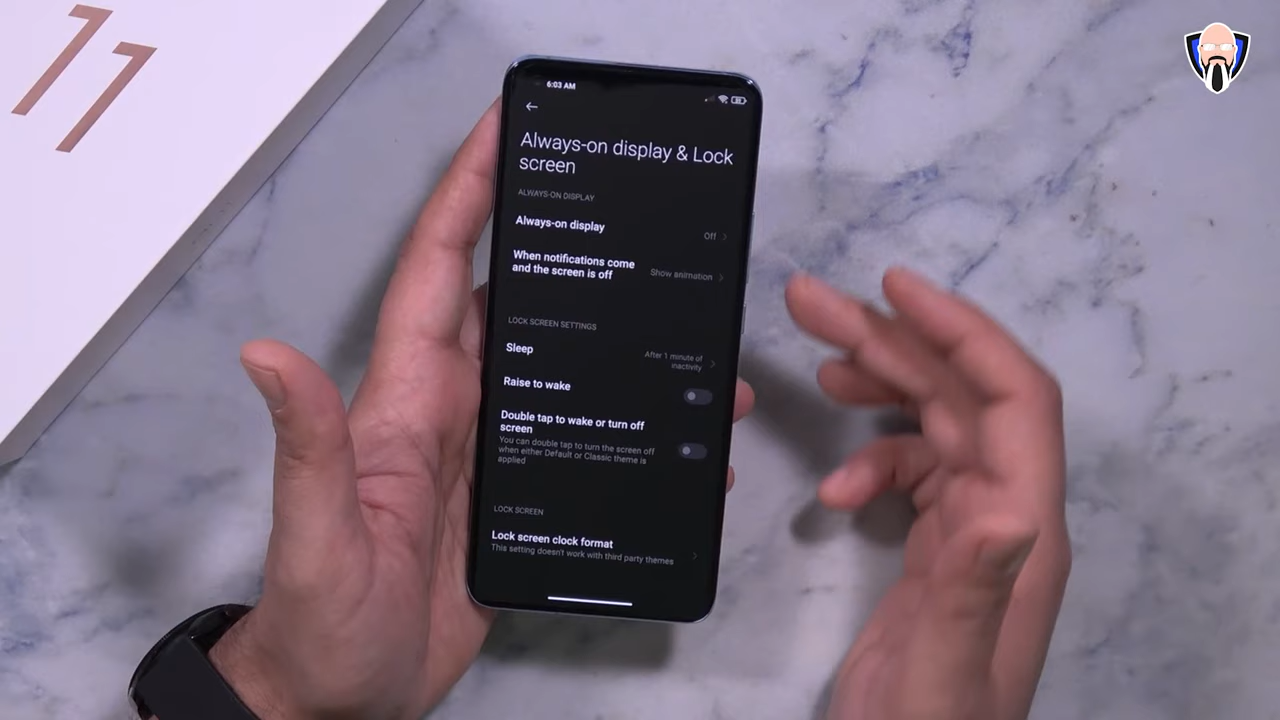 11
6:03 AM
Always-on display & Lock
screen
ALWAYS-ON DISPLAY
Always-on display
Off
When notifications come
and the screen is off
Show animation
LOCK SCREEN SETTINGS
Sleep
After 1 minute of
inactivity
Raise to wake
Double tap to wake or turn off
screen
You can double tap to turn the screen off
when either Default or Classic theme is
applied
LOCK SCREEN
Lock screen clock format
This setting doesn't work with third party themes